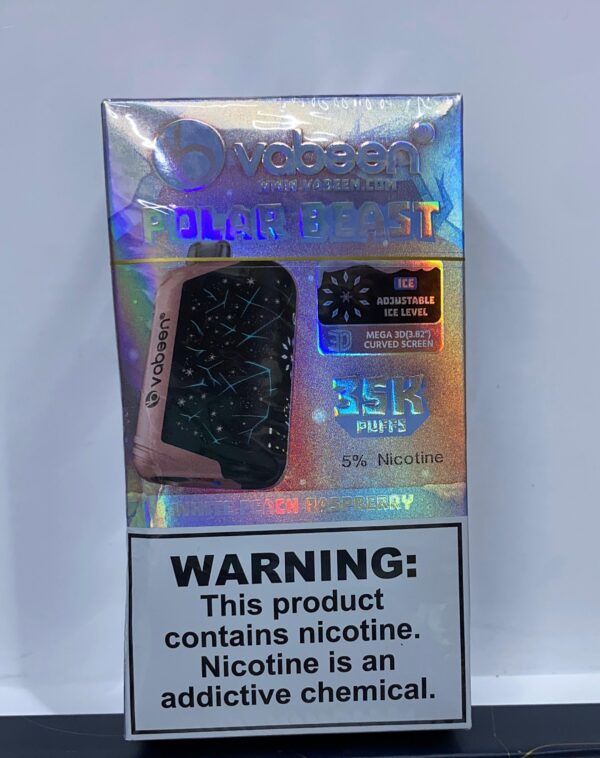 b vabeen®
WWW.VABEEN.COM
POLAR BEAST
ICE
ADJUSTABLE
ICE LEVEL
3D
MEGA 3D(3.82")
CURVED SCREEN
b vabeen®
35K
PUFFS
5% Nicotine
WHITE PEACH RASPBERRY
WARNING:
This product
contains nicotine.
Nicotine is an
addictive chemical.